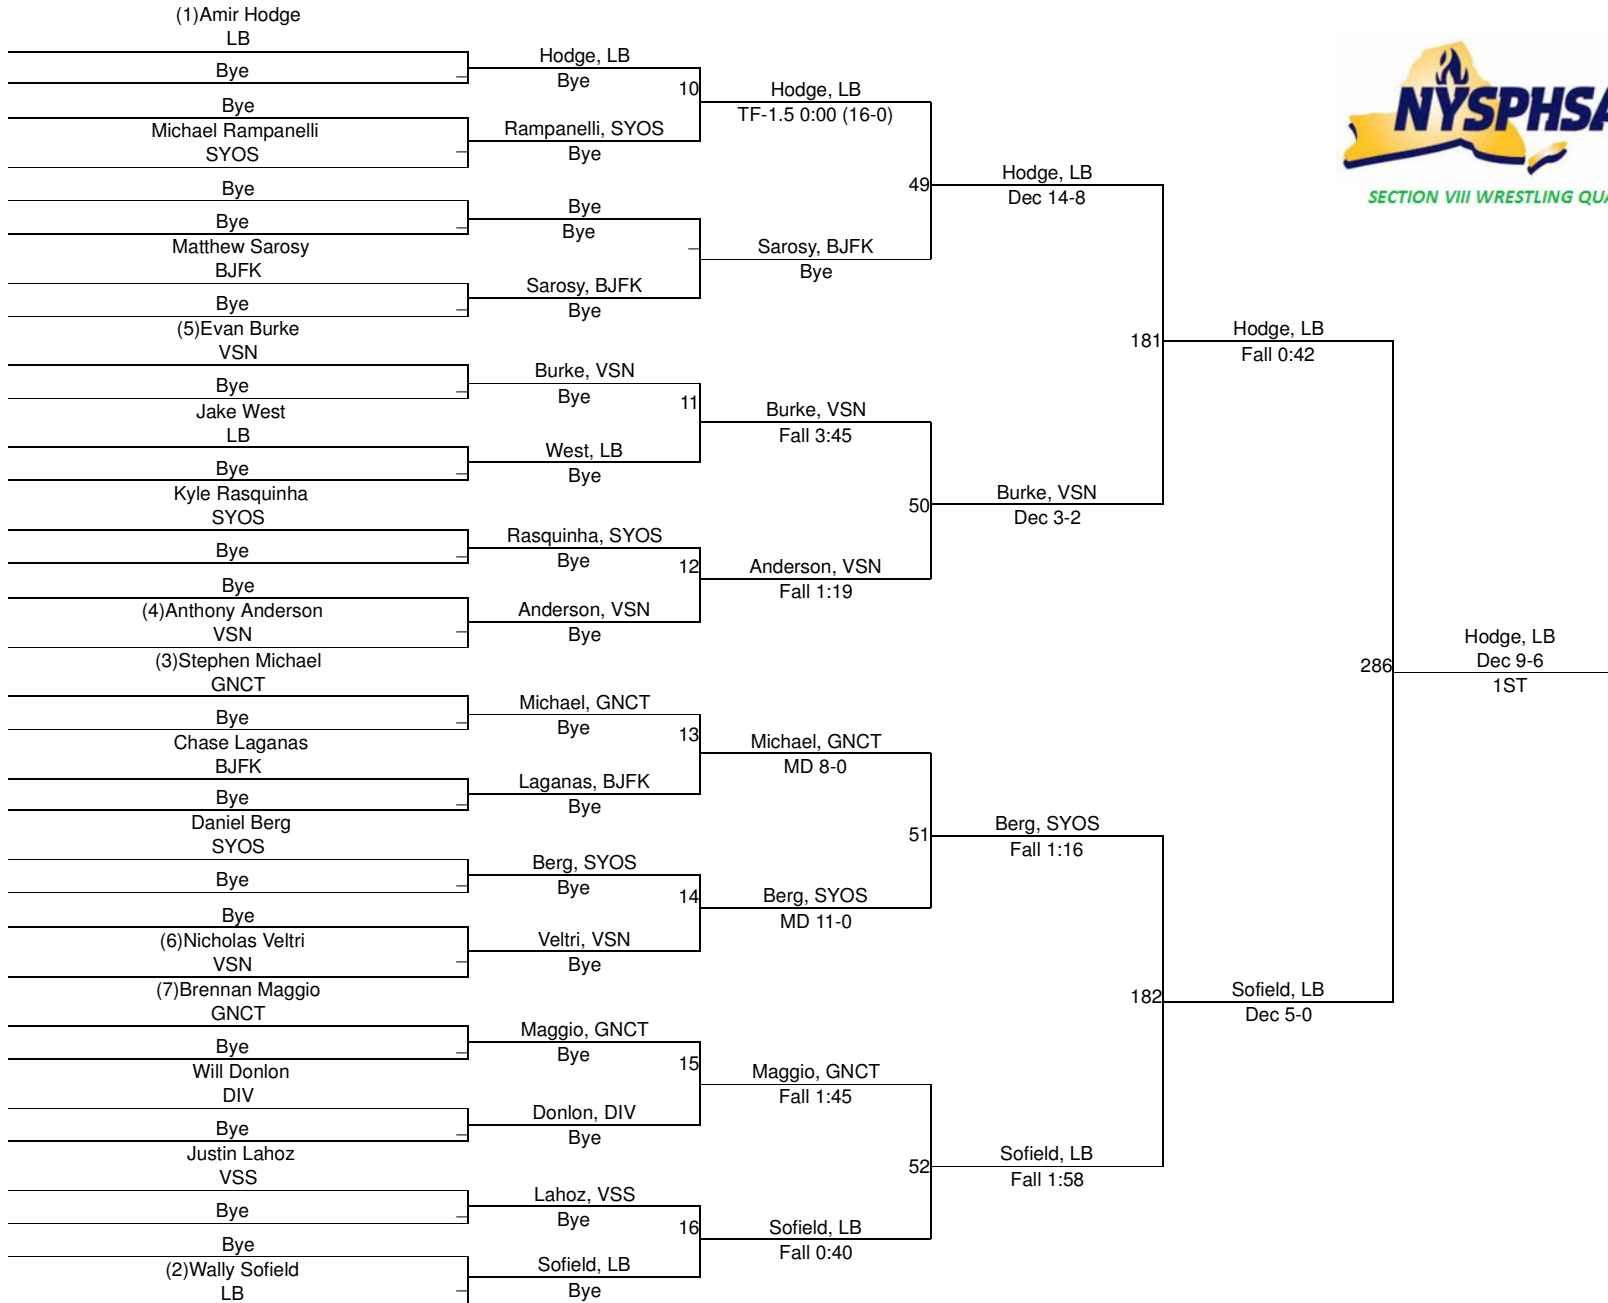 (1)Amir Hodge
LB
Bye
Bye
Michael Rampanelli
SYOS
Bye
Bye
Matthew Sarosy
BJFK
Bye
(5)Evan Burke
VSN
Bye
Jake West
LB
Bye
Kyle Rasquinha
SYOS
Bye
Bye
(4)Anthony Anderson
VSN
(3)Stephen Michael
GNCT
Bye
Chase Laganas
BJFK
Bye
Daniel Berg
SYOS
Bye
Bye
(6)Nicholas Veltri
VSN
(7)Brennan Maggio
GNCT
Bye
Will Donlon
DIV
Bye
Justin Lahoz
VSS
Bye
Bye
(2)Wally Sofield
LB
Hodge, LB
Bye
10
Rampanelli, SYOS
Bye
Bye
Bye
Sarosy, BJFK
Bye
Burke, VSN
Bye
11
West, LB
Bye
Rasquinha, SYOS
Bye
12
Anderson, VSN
Bye
Michael, GNCT
Bye
13
Laganas, BJFK
Bye
Berg, SYOS
Bye
14
Veltri, VSN
Bye
Maggio, GNCT
Bye
15
Donlon, DIV
Bye
Lahoz, VSS
Bye
16
Sofield, LB
Bye
Hodge, LB
TF-1.5 0:00 (16-0)
49
Sarosy, BJFK
Bye
Burke, VSN
Fall 3:45
50
Anderson, VSN
Fall 1:19
Michael, GNCT
MD 8-0
51
Berg, SYOS
MD 11-0
Maggio, GNCT
Fall 1:45
52
Sofield, LB
Fall 0:40
Hodge, LB
Dec 14-8
181
Burke, VSN
Dec 3-2
Berg, SYOS
Fall 1:16
182
Sofield, LB
Fall 1:58
Hodge, LB
Fall 0:42
286
Sofield, LB
Dec 5-0
Hodge, LB
Dec 9-6
1ST
NYSPHSA
SECTION VIII WRESTLING QUA